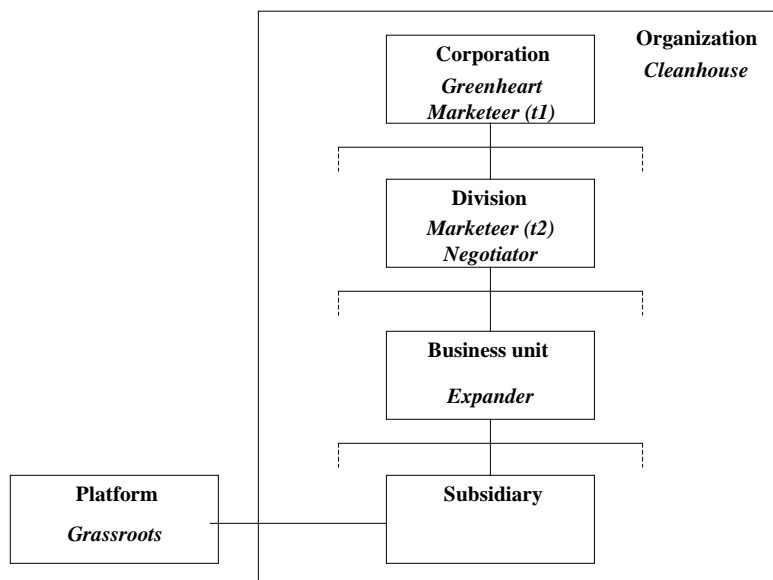 Organization
Cleanhouse
Corporation
Greenheart
Marketeer (t1)
Division
Marketeer (t2)
Negotiator
Business unit
Expander
Platform
Grassroots
Subsidiary